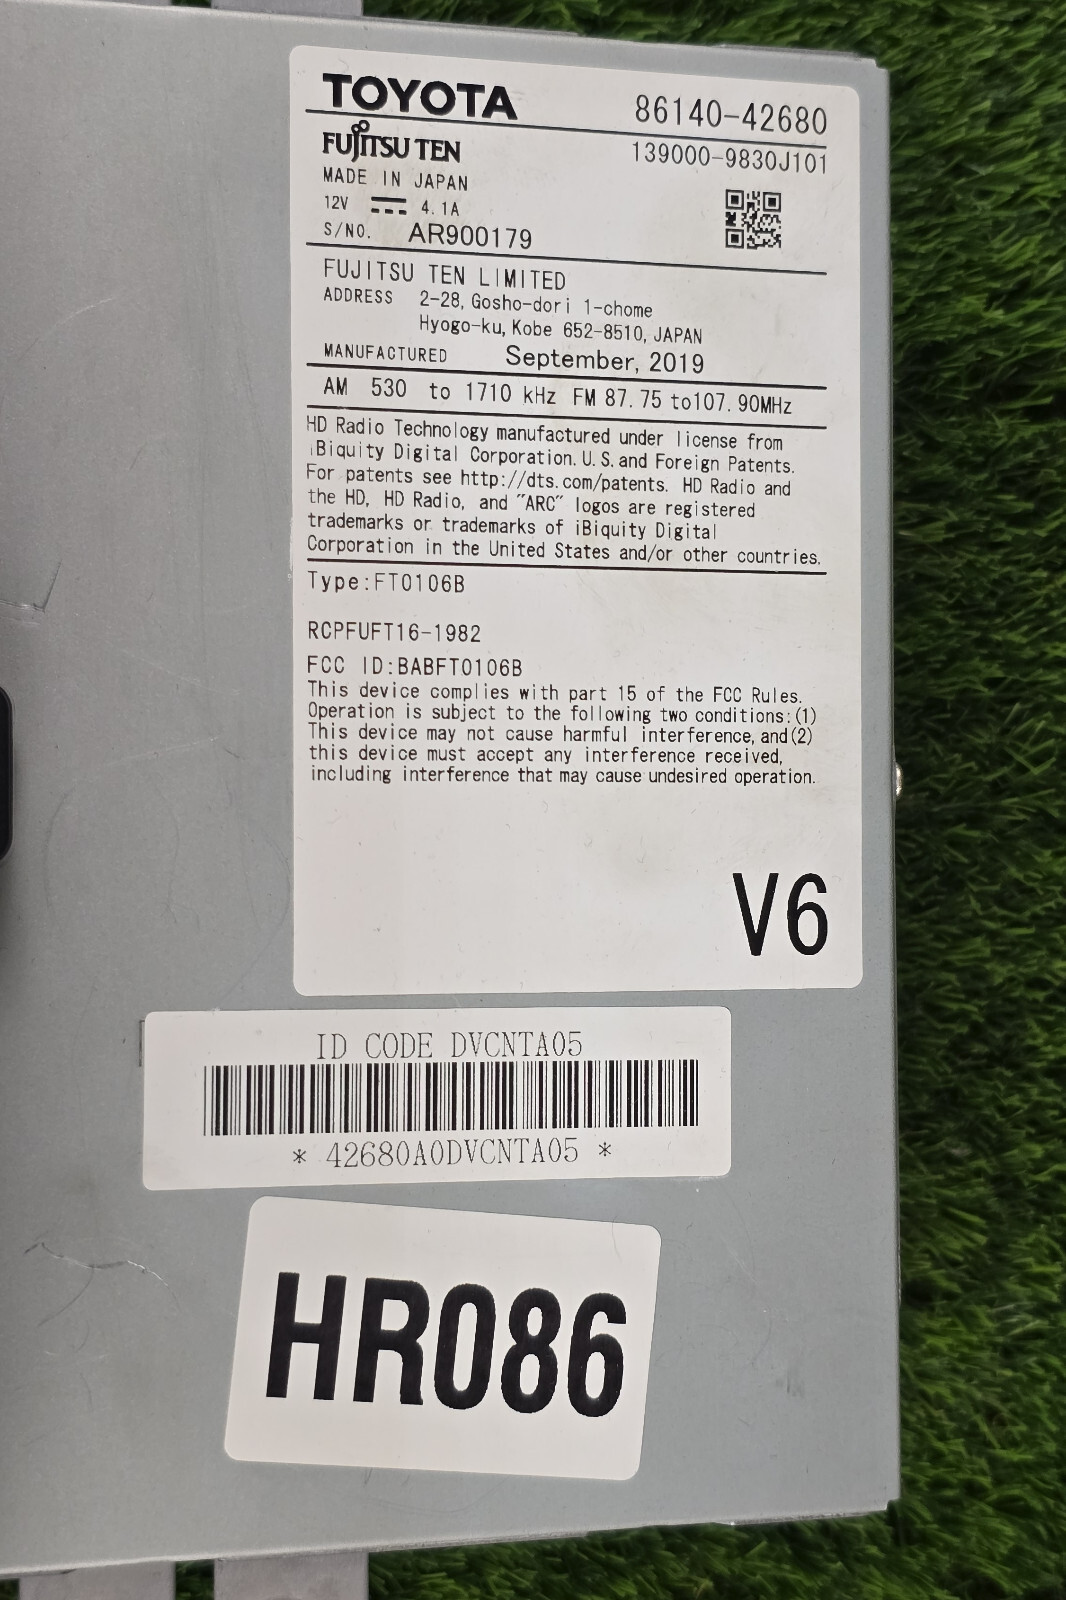 TOYOTA 86140-42680
FUJITSU TEN 139000-9830J101
MADE IN JAPAN
12V 4.1A
S/NO. AR900179
FUJITSU TEN LIMITED
ADDRESS 2-28, Gosho-dori 1-chome
Hyogo-ku, Kobe 652-8510, JAPAN
MANUFACTURED September, 2019
AM 530 to 1710 kHz FM 87.75 to107.90MHz
HD Radio Technology manufactured under license from
iBiquity Digital Corporation. U.S. and Foreign Patents.
For patents see http://dts.com/patents. HD Radio and
the HD, HD Radio, and "ARC" logos are registered
trademarks or trademarks of iBiquity Digital
Corporation in the United States and/or other countries.
Type:FT0106B
RCPFUFT16-1982
FCC ID:BABFT0106B
This device complies with part 15 of the FCC Rules.
Operation is subject to the following two conditions:(1)
This device may not cause harmful interference, and(2)
this device must accept any interference received,
including interference that may cause undesired operation.
V6
ID CODE DVCNTA05
* 42680A0DVCNTA05 *
HR086